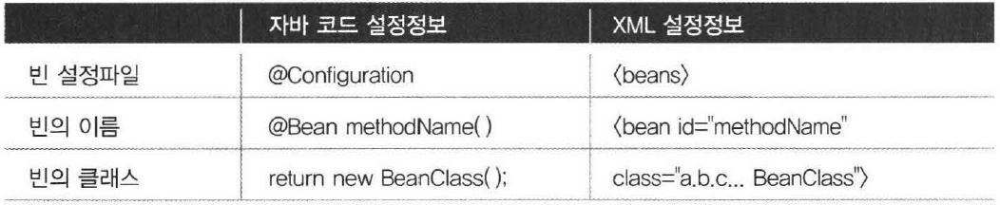 자바 코드 설정정보 XML 설정정보
빈 설정파일 @Configuration 〈beans〉
빈의 이름 @Bean methodName( ) 〈bean id="methodName"
빈의 클래스 return new BeanClass( ); class="a.b.c... BeanClass"〉